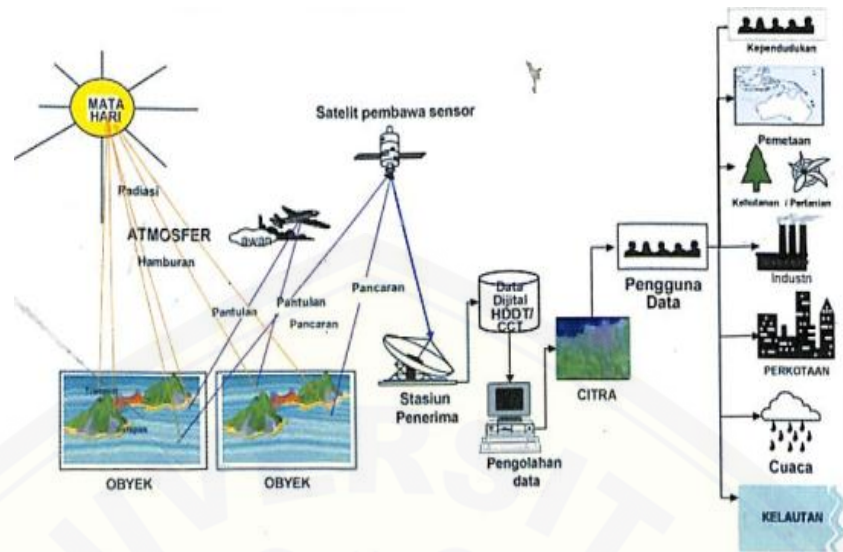 MATA
HARI
Radiasi
ATMOSFER
Hamburan
awan
Satelit pembawa sensor
Pantulan
Pantulan
Pancaran
Pancaran
OBYEK
OBYEK
Stasiun
Penerima
Data
Dijital
HDDT/
CCT
Pengolahan
data
CITRA
Pengguna
Data
Kependudukan
Pemetaan
Kehutanan / Pertanian
Industri
PERKOTAAN
Cuaca
KELAUTAN
UNIVERSIT